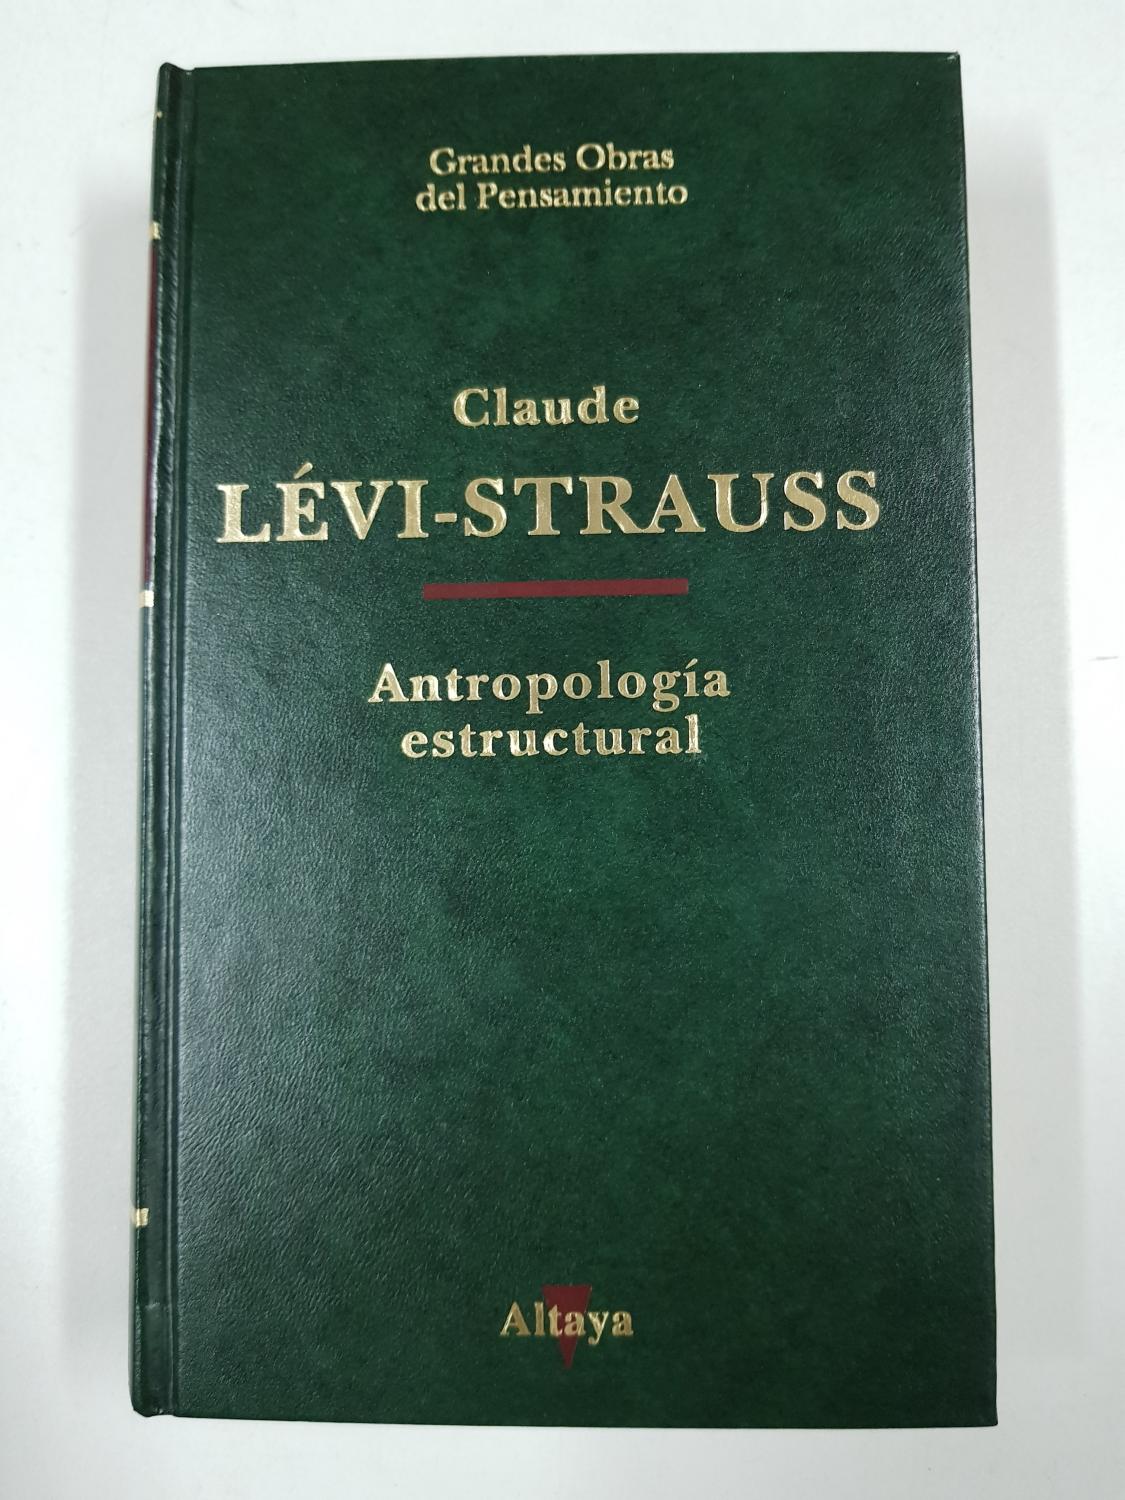 Grandes Obras
del Pensamiento
Claude
LÉVI-STRAUSS
Antropología
estructural
Altaya